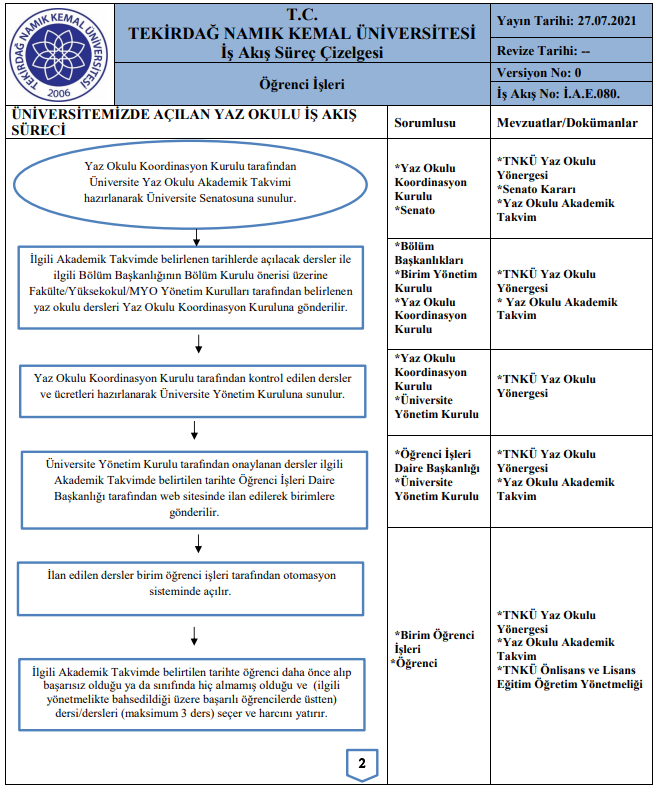 TEKİRDAĞ NAMIK KEMAL ÜNİVERSİTESİ
2006
T.C.
TEKİRDAĞ NAMIK KEMAL ÜNİVERSİTESİ
İş Akış Süreç Çizelgesi
Öğrenci İşleri
Yayın Tarihi: 27.07.2021
Revize Tarihi: --
Versiyon No: 0
İş Akış No: İ.A.E.080.
ÜNİVERSİTEMİZDE AÇILAN YAZ OKULU İŞ AKIŞ
SÜRECİ
Sorumlusu
Mevzuatlar/Dokümanlar
Yaz Okulu Koordinasyon Kurulu tarafından
Üniversite Yaz Okulu Akademik Takvimi
hazırlanarak Üniversite Senatosuna sunulur.
*Yaz Okulu
Koordinasyon
Kurulu
*Senato
*TNKÜ Yaz Okulu
Yönergesi
*Senato Kararı
*Yaz Okulu Akademik
Takvim
İlgili Akademik Takvimde belirlenen tarihlerde açılacak dersler ile
ilgili Bölüm Başkanlığının Bölüm Kurulu önerisi üzerine
Fakülte/Yüksekokul/MYO Yönetim Kurulları tarafından belirlenen
yaz okulu dersleri Yaz Okulu Koordinasyon Kuruluna gönderilir.
*Bölüm
Başkanlıkları
*Birim Yönetim
Kurulu
*Yaz Okulu
Koordinasyon
Kurulu
*TNKÜ Yaz Okulu
Yönergesi
* Yaz Okulu Akademik
Takvim
Yaz Okulu Koordinasyon Kurulu tarafından kontrol edilen dersler
ve ücretleri hazırlanarak Üniversite Yönetim Kuruluna sunulur.
*Yaz Okulu
Koordinasyon
Kurulu
*Üniversite
Yönetim Kurulu
*TNKÜ Yaz Okulu
Yönergesi
Üniversite Yönetim Kurulu tarafından onaylanan dersler ilgili
Akademik Takvimde belirtilen tarihte Öğrenci İşleri Daire
Başkanlığı tarafından web sitesinde ilan edilerek birimlere
gönderilir.
*Öğrenci İşleri
Daire Başkanlığı
*Üniversite
Yönetim Kurulu
*TNKÜ Yaz Okulu
Yönergesi
*Yaz Okulu Akademik
Takvim
İlan edilen dersler birim öğrenci işleri tarafından otomasyon
sisteminde açılır.
İlgili Akademik Takvimde belirtilen tarihte öğrenci daha önce alıp
başarısız olduğu ya da sınıfında hiç almamış olduğu ve (ilgili
yönetmelikte bahsedildiği üzere başarılı öğrencilerde üstten)
dersi/dersleri (maksimum 3 ders) seçer ve harcını yatırır.
*Birim Öğrenci
İşleri
*Öğrenci
*TNKÜ Yaz Okulu
Yönergesi
*Yaz Okulu Akademik
Takvim
*TNKÜ Önlisans ve Lisans
Eğitim Öğretim Yönetmeliği
2